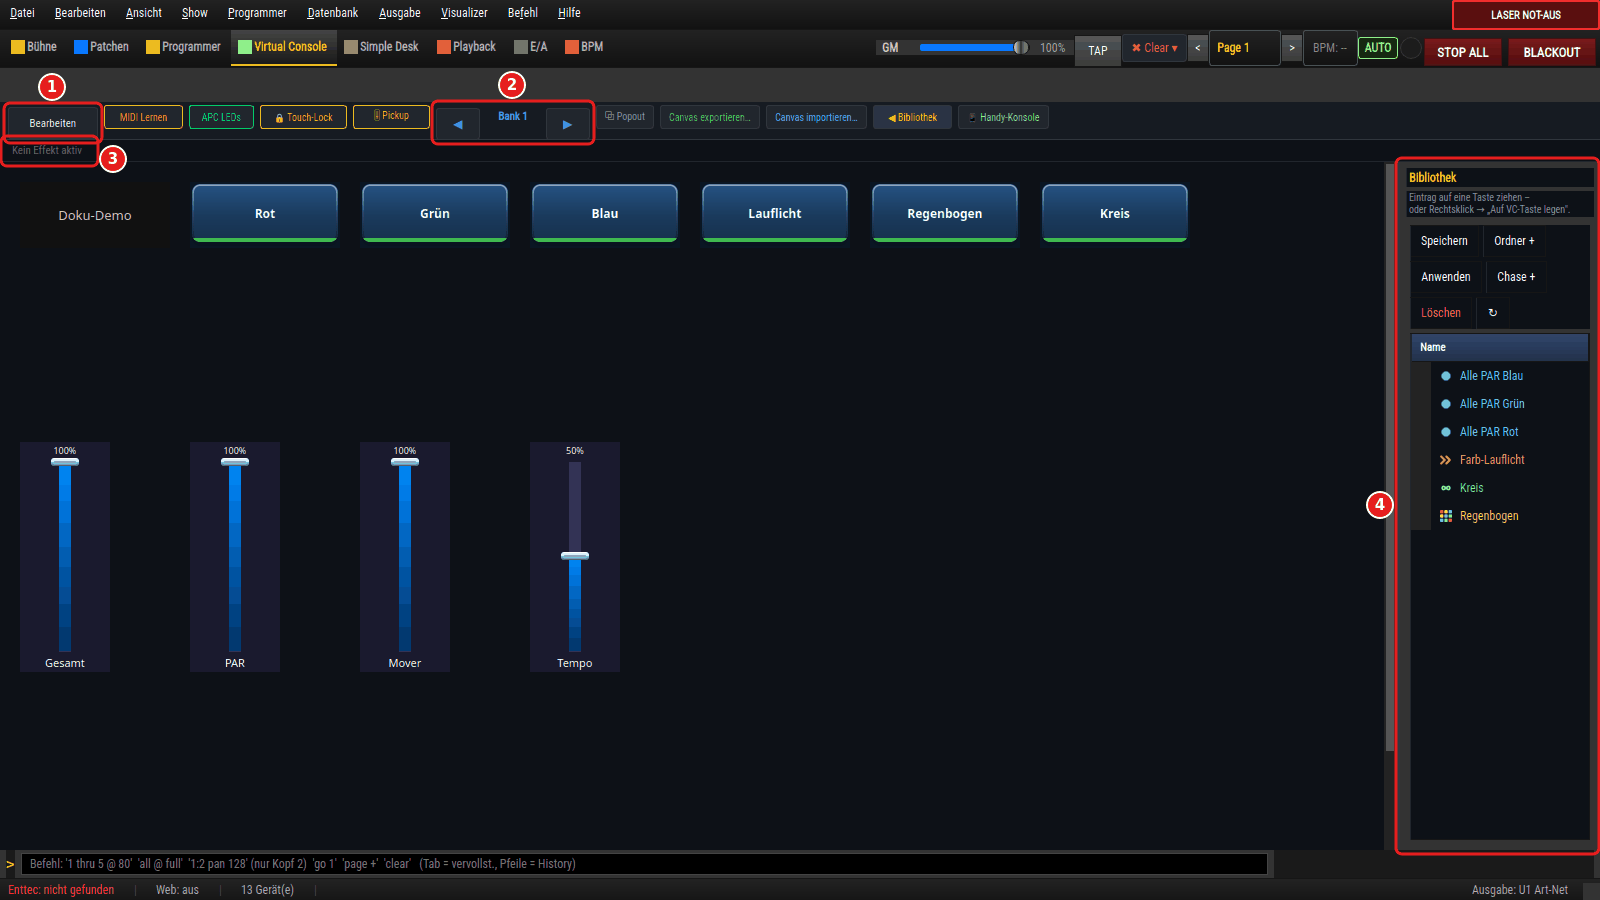 Datei Bearbeiten Ansicht Show Programmer Datenbank Ausgabe Visualizer Befehl Hilfe
LASER NOT-AUS
Bühne Patchen Programmer Virtual Console Simple Desk Playback E/A BPM
GM 100% TAP ✖ Clear ▾ < Page 1 > BPM: -- AUTO STOP ALL BLACKOUT
1
2
Bearbeiten MIDI Lernen APC LEDs Touch-Lock Pickup ◀ Bank 1 ▶ Popout Canvas exportieren... Canvas importieren... ◀ Bibliothek Handy-Konsole
Kein Effekt aktiv
3
Bibliothek
Eintrag auf eine Taste ziehen –
oder Rechtsklick → „Auf VC-Taste legen".
Doku-Demo Rot Grün Blau Lauflicht Regenbogen Kreis
Speichern Ordner +
Anwenden Chase +
Löschen ↻
Name
Alle PAR Blau
Alle PAR Grün
Alle PAR Rot
Farb-Lauflicht
Kreis
Regenbogen
4
100% 100% 100% 50%
Gesamt PAR Mover Tempo
> Befehl: '1 thru 5 @ 80' 'all @ full' '1:2 pan 128' (nur Kopf 2) 'go 1' 'page +' 'clear' (Tab = vervollst., Pfeile = History)
Enttec: nicht gefunden Web: aus 13 Gerät(e) Ausgabe: U1 Art-Net